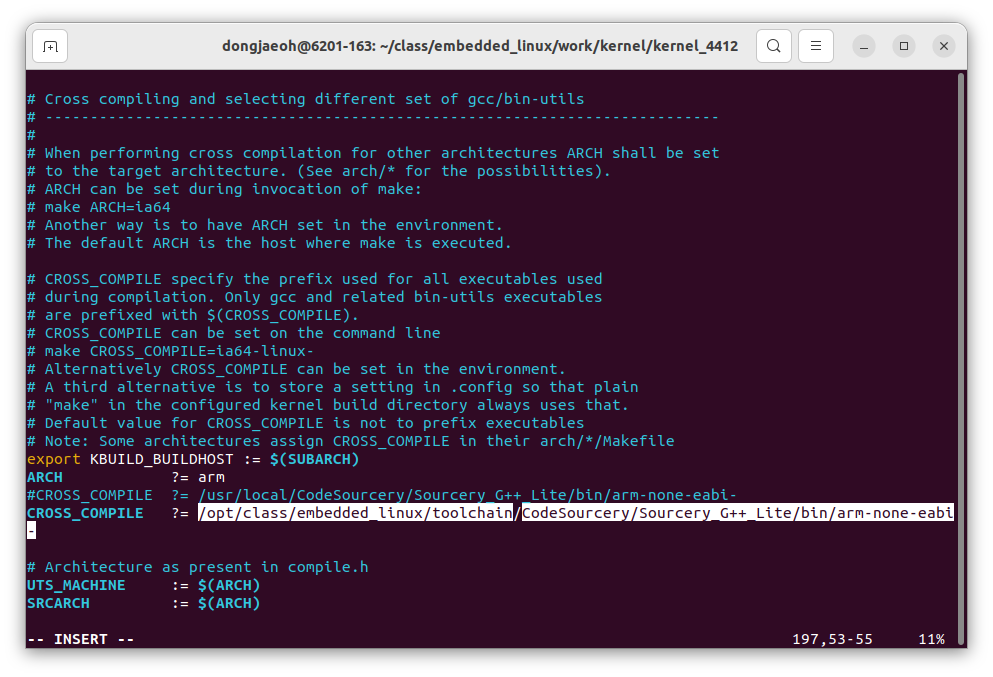 dongjaeoh@6201-163: ~/class/embedded_linux/work/kernel/kernel_4412
# Cross compiling and selecting different set of gcc/bin-utils
# ---------------------------------------------------------------------------
#
# When performing cross compilation for other architectures ARCH shall be set
# to the target architecture. (See arch/* for the possibilities).
# ARCH can be set during invocation of make:
# make ARCH=ia64
# Another way is to have ARCH set in the environment.
# The default ARCH is the host where make is executed.
# CROSS_COMPILE specify the prefix used for all executables used
# during compilation. Only gcc and related bin-utils executables
# are prefixed with $(CROSS_COMPILE).
# CROSS_COMPILE can be set on the command line
# make CROSS_COMPILE=ia64-linux-
# Alternatively CROSS_COMPILE can be set in the environment.
# A third alternative is to store a setting in .config so that plain
# "make" in the configured kernel build directory always uses that.
# Default value for CROSS_COMPILE is not to prefix executables
# Note: Some architectures assign CROSS_COMPILE in their arch/*/Makefile
export KBUILD_BUILDHOST := $(SUBARCH)
ARCH            ?= arm
#CROSS_COMPILE  ?= /usr/local/CodeSourcery/Sourcery_G++_Lite/bin/arm-none-eabi-
CROSS_COMPILE   ?= /opt/class/embedded_linux/toolchain/CodeSourcery/Sourcery_G++_Lite/bin/arm-none-eabi
-
# Architecture as present in compile.h
UTS_MACHINE     := $(ARCH)
SRCARCH         := $(ARCH)
-- INSERT --                                                                         197,53-55     11%